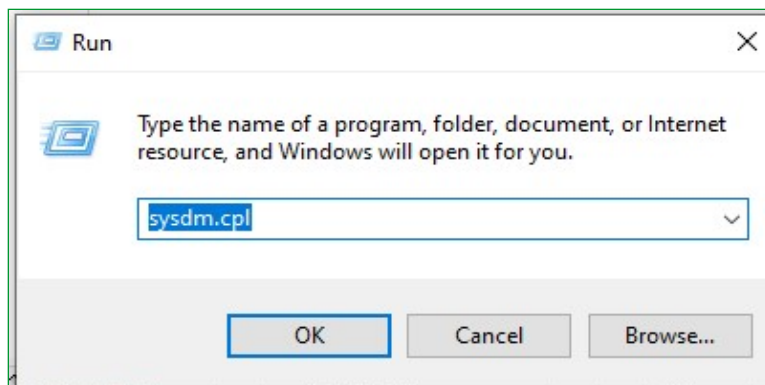 Run
Type the name of a program, folder, document, or Internet
resource, and Windows will open it for you.
sysdm.cpl
OK Cancel Browse...